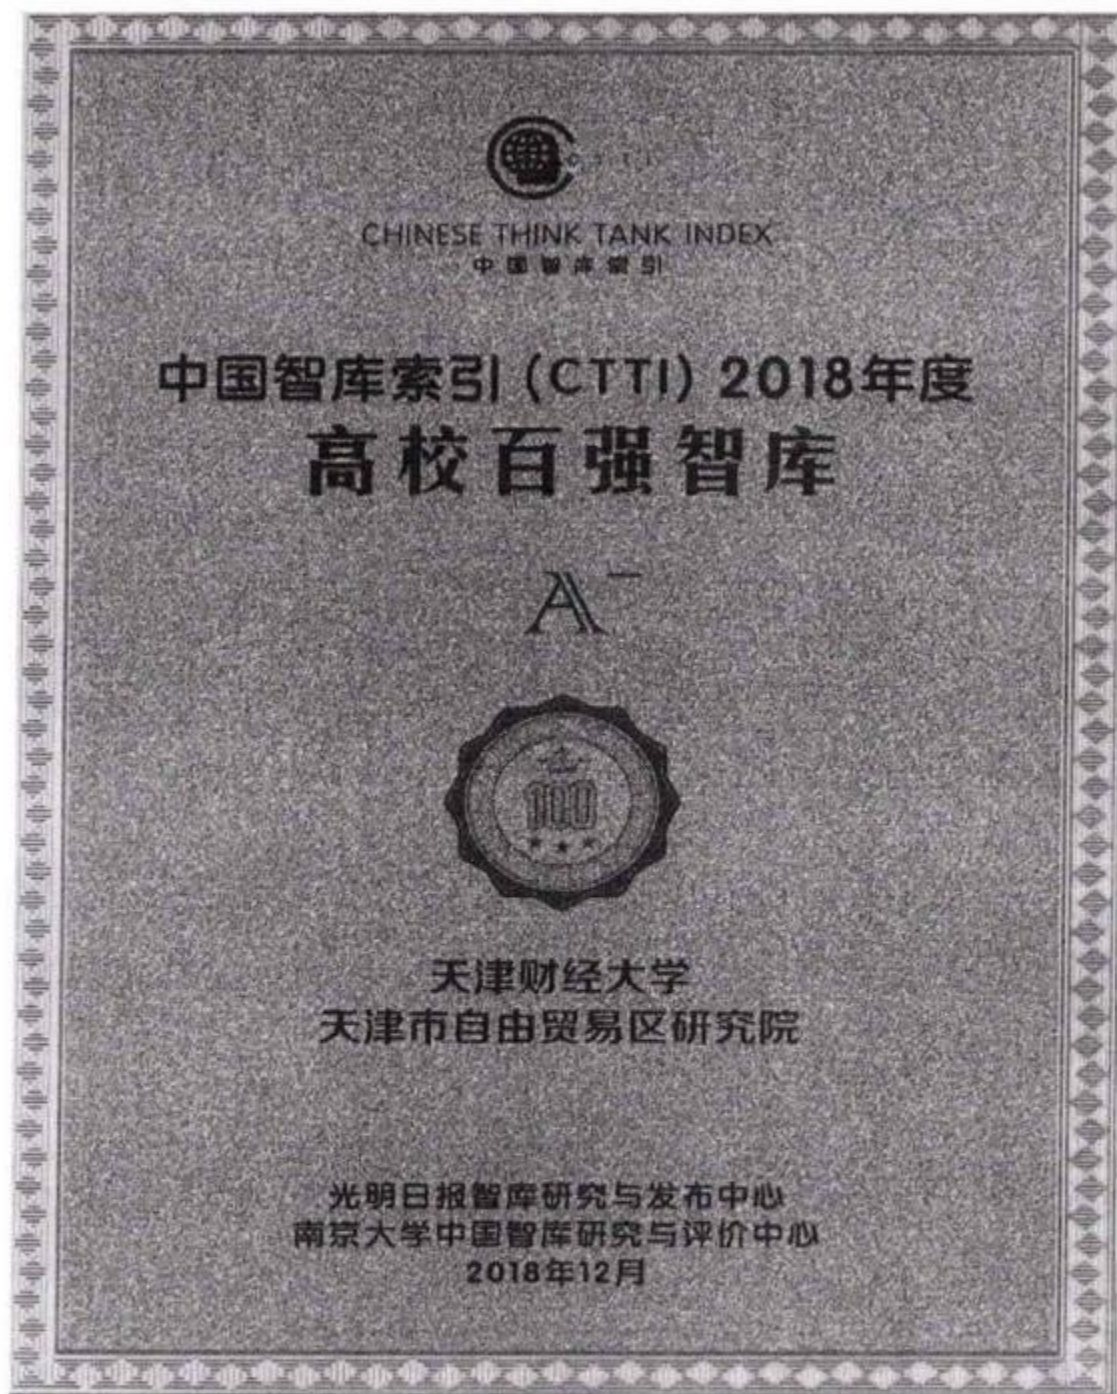 CTTI
CHINESE THINK TANK INDEX
中国智库索引
中国智库索引（CTTI）2018年度
高校百强智库
A−
100
天津财经大学
天津市自由贸易区研究院
光明日报智库研究与发布中心
南京大学中国智库研究与评价中心
2018年12月